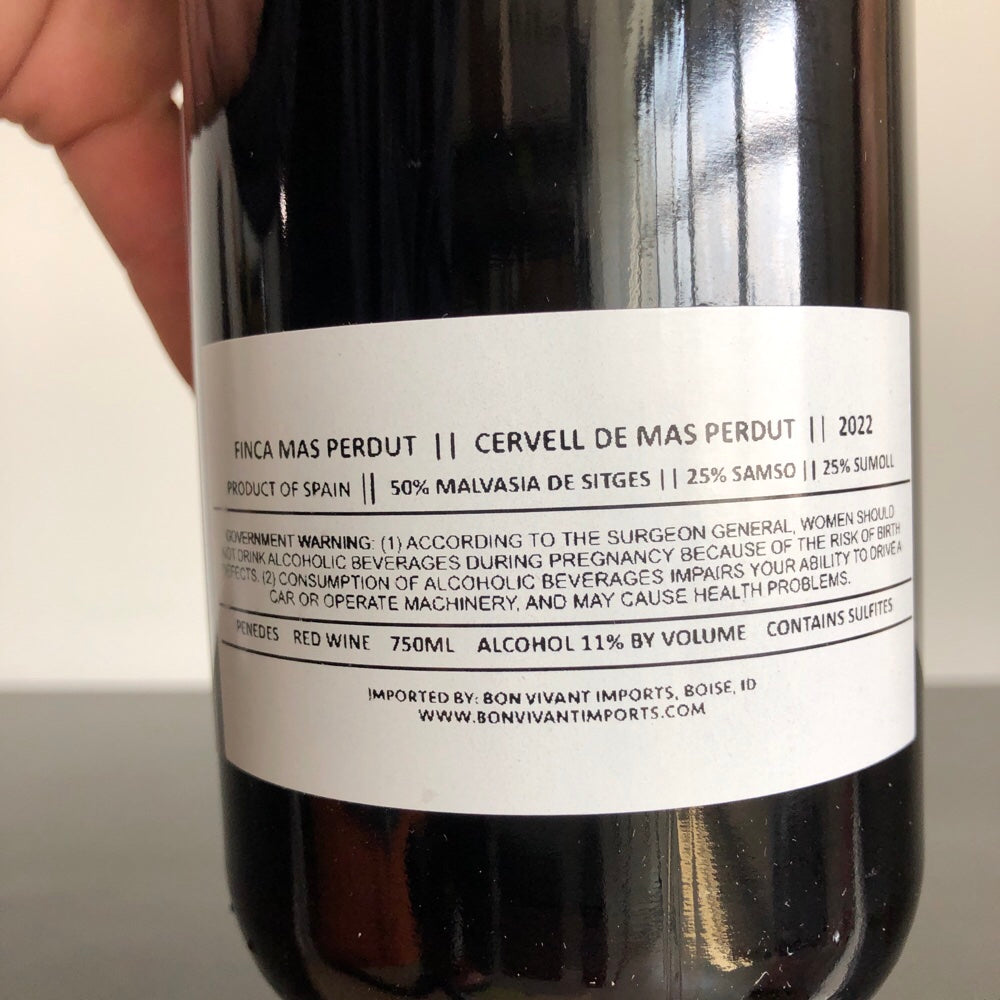 FINCA MAS PERDUT || CERVELL DE MAS PERDUT || 2022
PRODUCT OF SPAIN || 50% MALVASIA DE SITGES || 25% SAMSO || 25% SUMOLL
GOVERNMENT WARNING: (1) ACCORDING TO THE SURGEON GENERAL, WOMEN SHOULD
NOT DRINK ALCOHOLIC BEVERAGES DURING PREGNANCY BECAUSE OF THE RISK OF BIRTH
DEFECTS. (2) CONSUMPTION OF ALCOHOLIC BEVERAGES IMPAIRS YOUR ABILITY TO DRIVE A
CAR OR OPERATE MACHINERY, AND MAY CAUSE HEALTH PROBLEMS.
PENEDES RED WINE 750ML ALCOHOL 11% BY VOLUME CONTAINS SULFITES
IMPORTED BY: BON VIVANT IMPORTS, BOISE, ID
WWW.BONVIVANTIMPORTS.COM